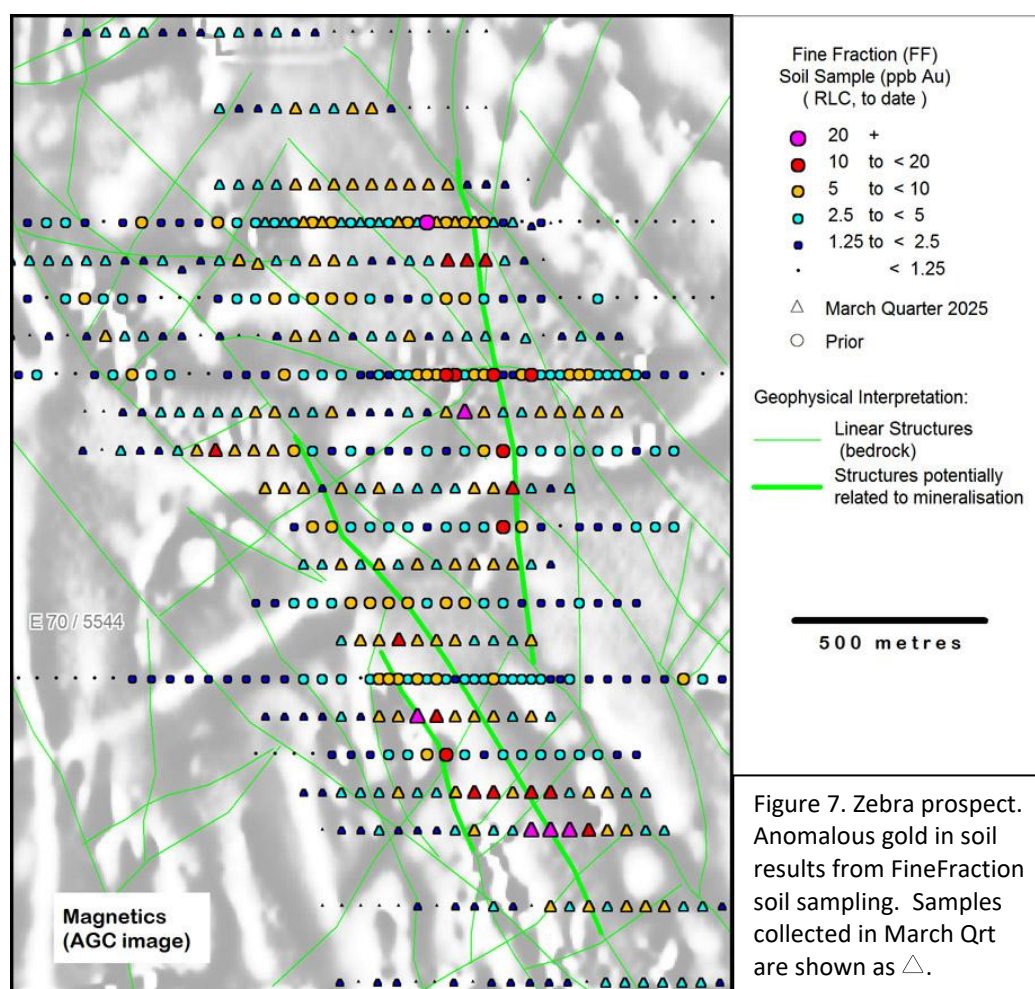 E 70 / 5544
Magnetics
(AGC image)
Fine Fraction (FF)
Soil Sample (ppb Au)
( RLC, to date )
20 +
10 to < 20
5 to < 10
2.5 to < 5
1.25 to < 2.5
< 1.25
March Quarter 2025
Prior
Geophysical Interpretation:
Linear Structures
(bedrock)
Structures potentially
related to mineralisation
500 metres
Figure 7. Zebra prospect.
Anomalous gold in soil
results from FineFraction
soil sampling. Samples
collected in March Qrt
are shown as △.